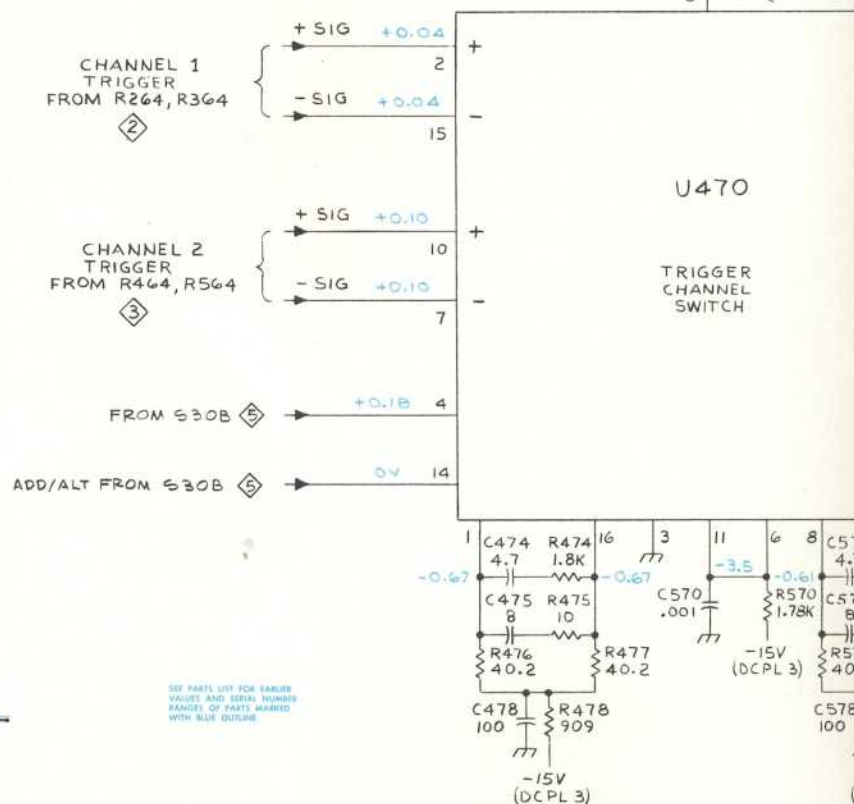 + SIG +0.04
2 +
CHANNEL 1
TRIGGER
FROM R264, R364
2
- SIG +0.04
15 -
U470
TRIGGER
CHANNEL
SWITCH
+ SIG +0.10
10 +
CHANNEL 2
TRIGGER
FROM R464, R564
3
- SIG +0.10
7 -
FROM S30B 5 +0.18 4
ADD/ALT FROM S30B 5 0V 14
1 16 3 11 6 8
C474 R474
4.7 1.8K
-0.67 -0.67 -3.5 -0.61
C475 R475
8 10
C570 R570
.001 1.78K
R476 R477
40.2 40.2
-15V
(DCPL 3)
C478 R478
100 909
C578
100
-15V
(DCPL 3)
SEE PARTS LIST FOR EARLIER
VALUES AND SERIAL NUMBER
RANGES OF PARTS MARKED
WITH BLUE OUTLINE